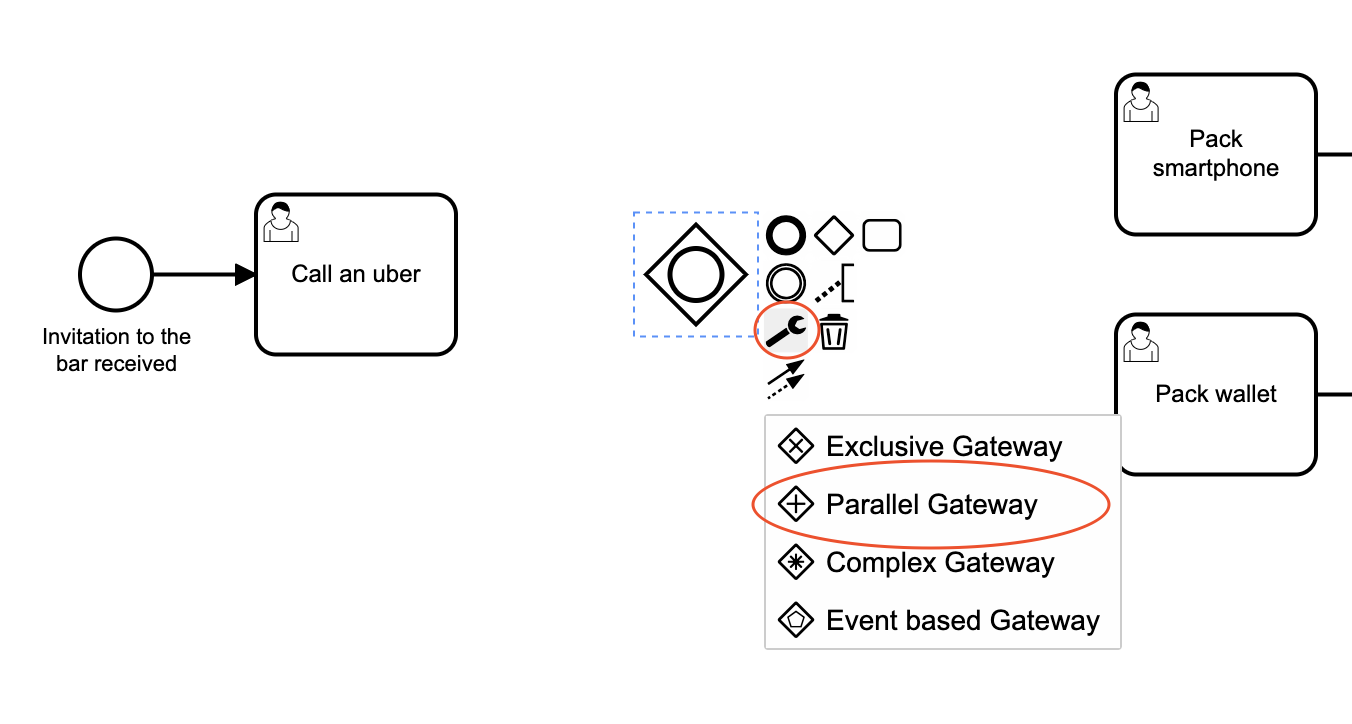 Invitation to the
bar received
Call an uber
Pack
smartphone
Pack wallet
Exclusive Gateway
Parallel Gateway
Complex Gateway
Event based Gateway